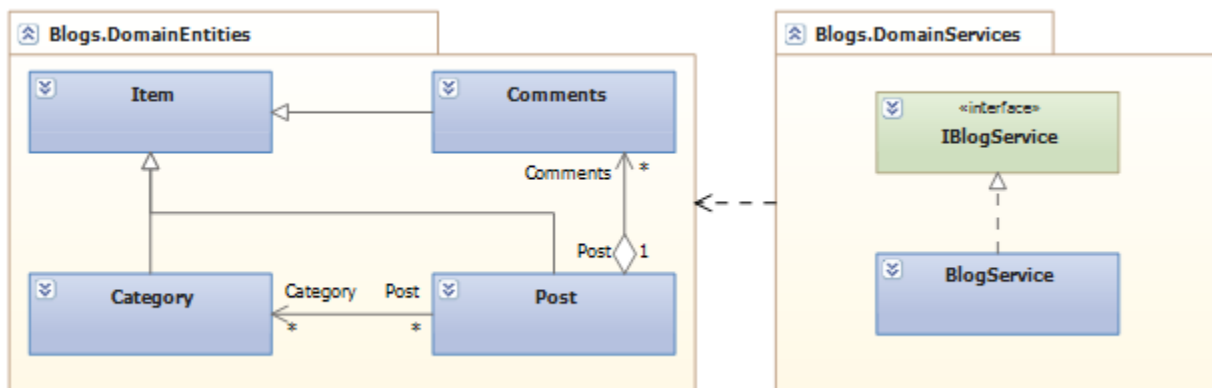 Blogs.DomainEntities
Blogs.DomainServices
Item
Comments
«interface»
IBlogService
Comments
*
Post
1
Category
Category
Post
*
*
Post
BlogService